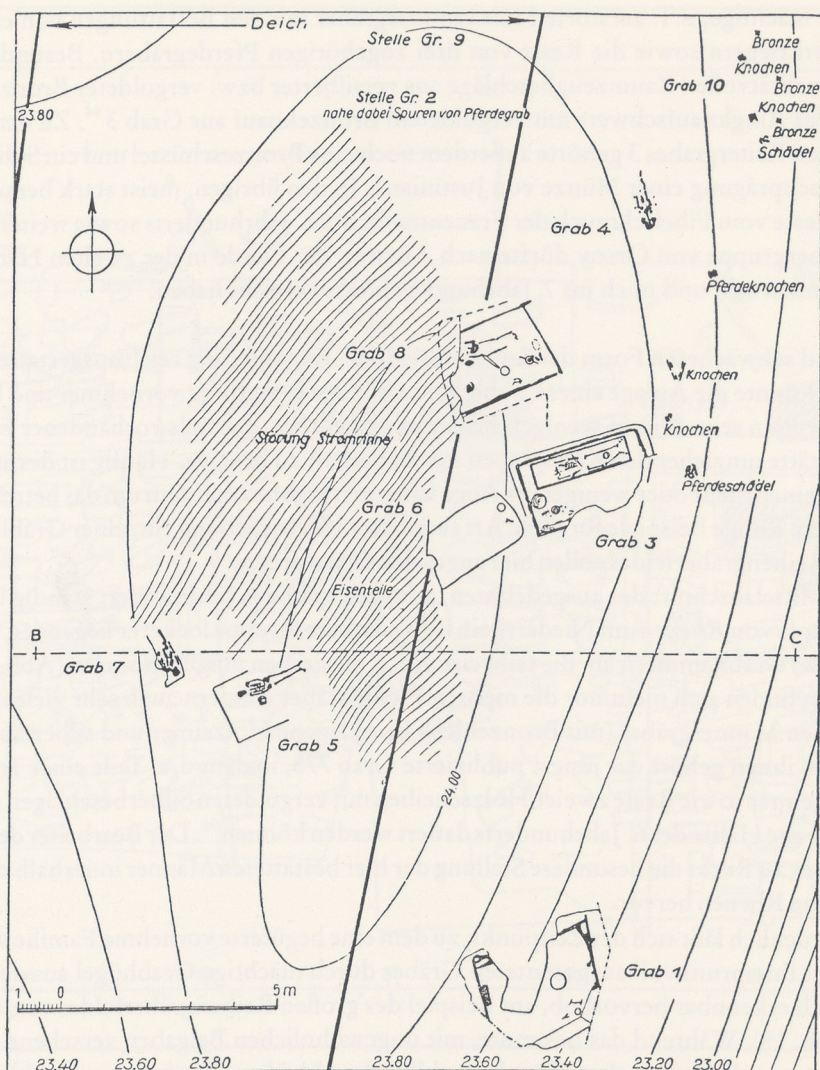 Deich
Stelle Gr. 9
Bronze
Knochen
Stelle Gr. 2
nahe dabei Spuren von Pferdegrab
Grab 10
Bronze
Knochen
Bronze
Schädel
23.80
Grab 4
Pferdeknochen
Grab 8
Knochen
Störung Stromrinne
Knochen
Pferdeschädel
Grab 6
Grab 3
Eisenteile
B
C
Grab 7
Grab 5
24.00
Grab 1
1 0 5m
23.40 23.60 23.80 23.80 23.60 23.40 23.20 23.00